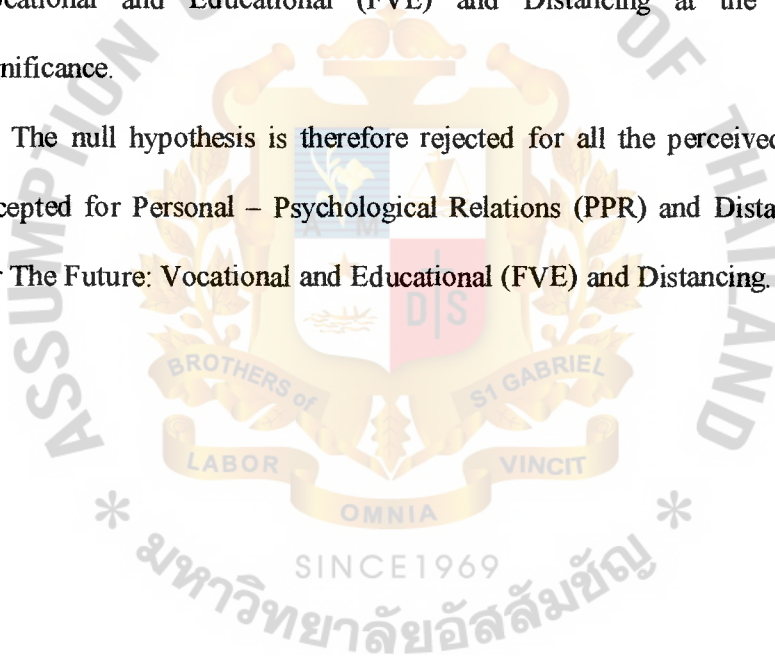 ocational and Educational (FVE) and Distancing at the
nificance.
The null hypothesis is therefore rejected for all the perceived
cepted for Personal – Psychological Relations (PPR) and Dista
r The Future: Vocational and Educational (FVE) and Distancing.
ASSUMPTION
OF
THAILAND
A M
D S
BROTHERS of
S1 GABRIEL
LABOR
VINCIT
OMNIA
SINCE1969
มหาวิทยาลัยอัสสัมชัญ